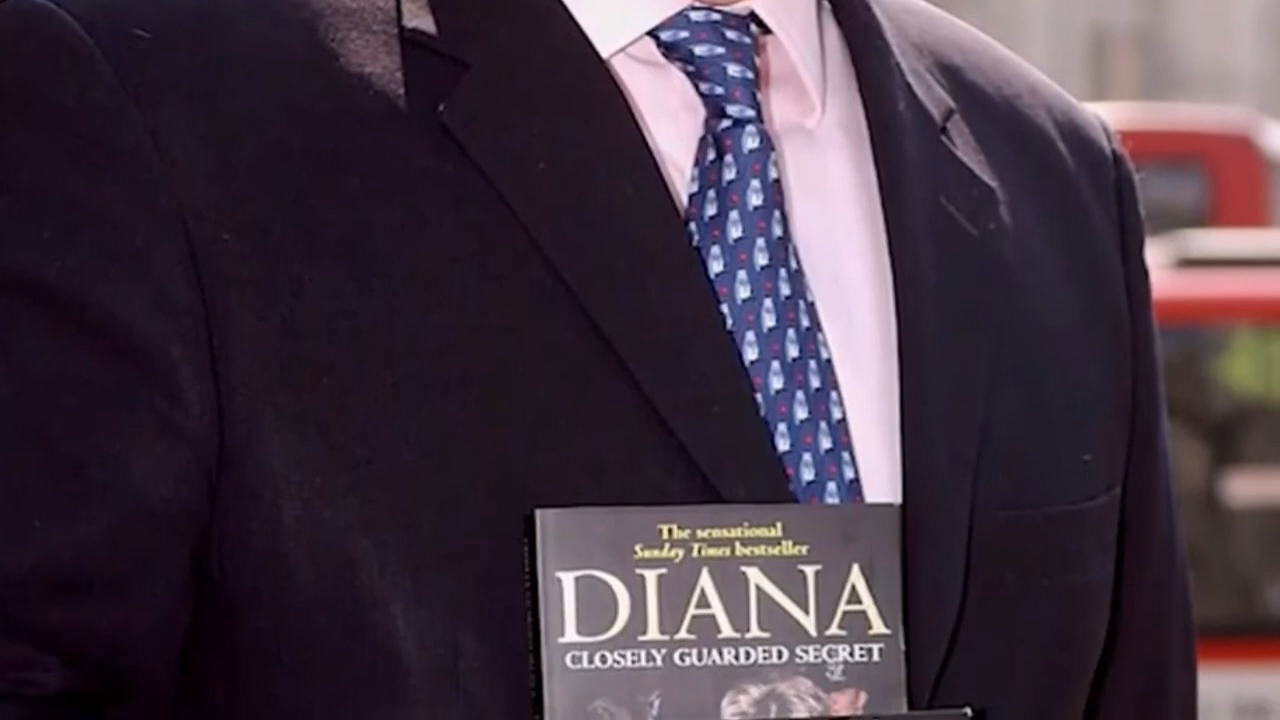 The sensational
Sunday Times bestseller
DIANA
CLOSELY GUARDED SECRET